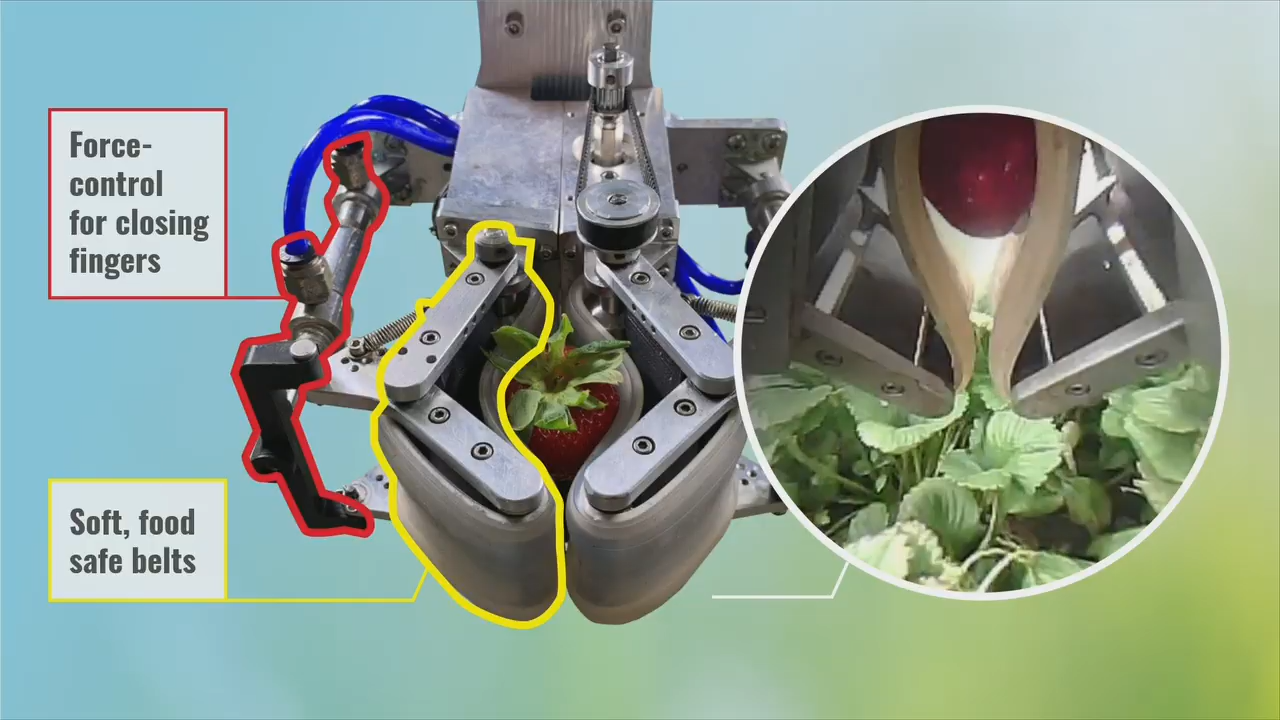 Force-
control
for closing
fingers
Soft, food
safe belts